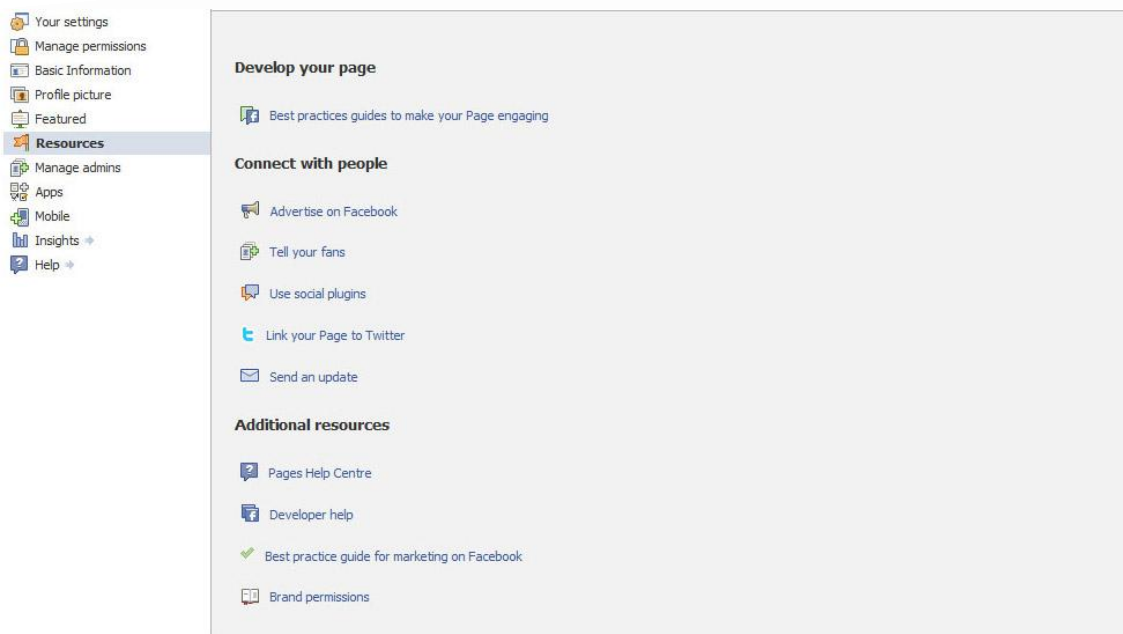 Your settings
Manage permissions
Basic Information
Profile picture
Featured
Resources
Manage admins
Apps
Mobile
Insights
Help
Develop your page
Best practices guides to make your Page engaging
Connect with people
Advertise on Facebook
Tell your fans
Use social plugins
Link your Page to Twitter
Send an update
Additional resources
Pages Help Centre
Developer help
Best practice guide for marketing on Facebook
Brand permissions